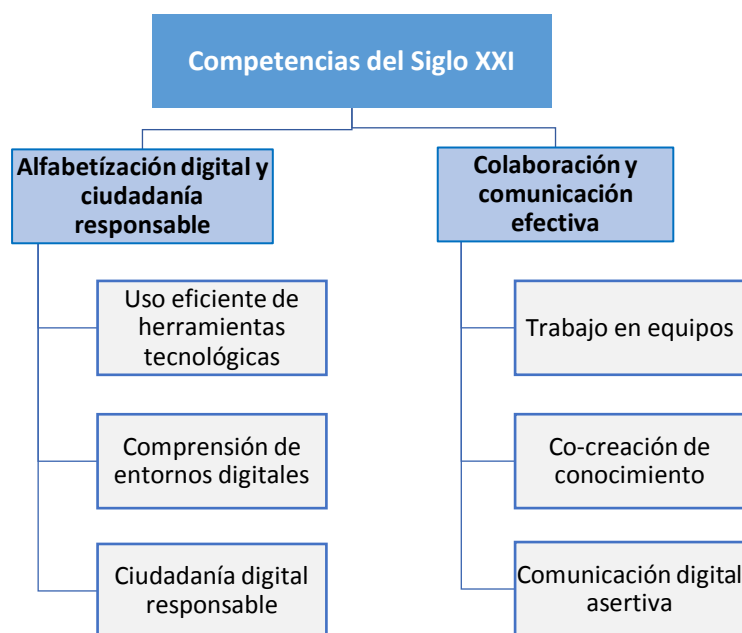 Competencias del Siglo XXI
Alfabetízación digital y
ciudadanía
responsable
Uso eficiente de
herramientas
tecnológicas
Comprensión de
entornos digitales
Ciudadanía digital
responsable
Colaboración y
comunicación
efectiva
Trabajo en equipos
Co-creación de
conocimiento
Comunicación digital
asertiva